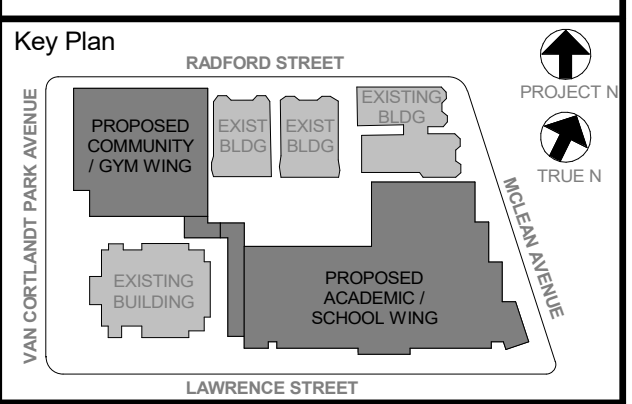 Key Plan
RADFORD STREET
PROJECT N
TRUE N
VAN CORTLANDT PARK AVENUE
PROPOSED
COMMUNITY
/ GYM WING
EXIST
BLDG
EXIST
BLDG
EXISTING
BLDG
MCLEAN AVENUE
EXISTING
BUILDING
PROPOSED
ACADEMIC /
SCHOOL WING
LAWRENCE STREET